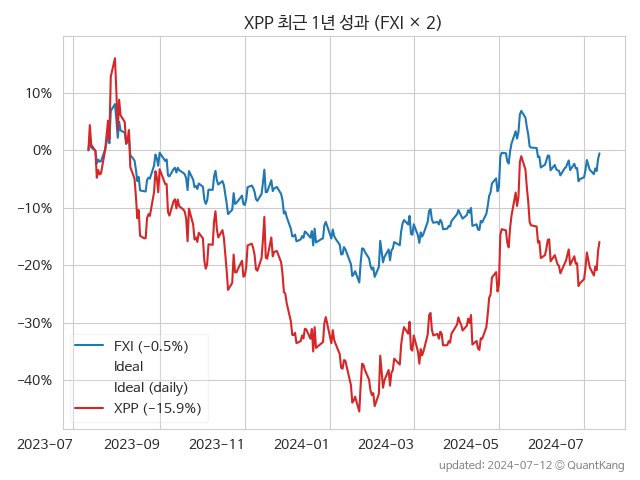 XPP 최근 1년 성과 (FXI × 2)
10%
0%
−10%
−20%
−30%
−40%
FXI (−0.5%)
Ideal
Ideal (daily)
XPP (−15.9%)
2023-07
2023-09
2023-11
2024-01
2024-03
2024-05
2024-07
updated: 2024-07-12 © QuantKang